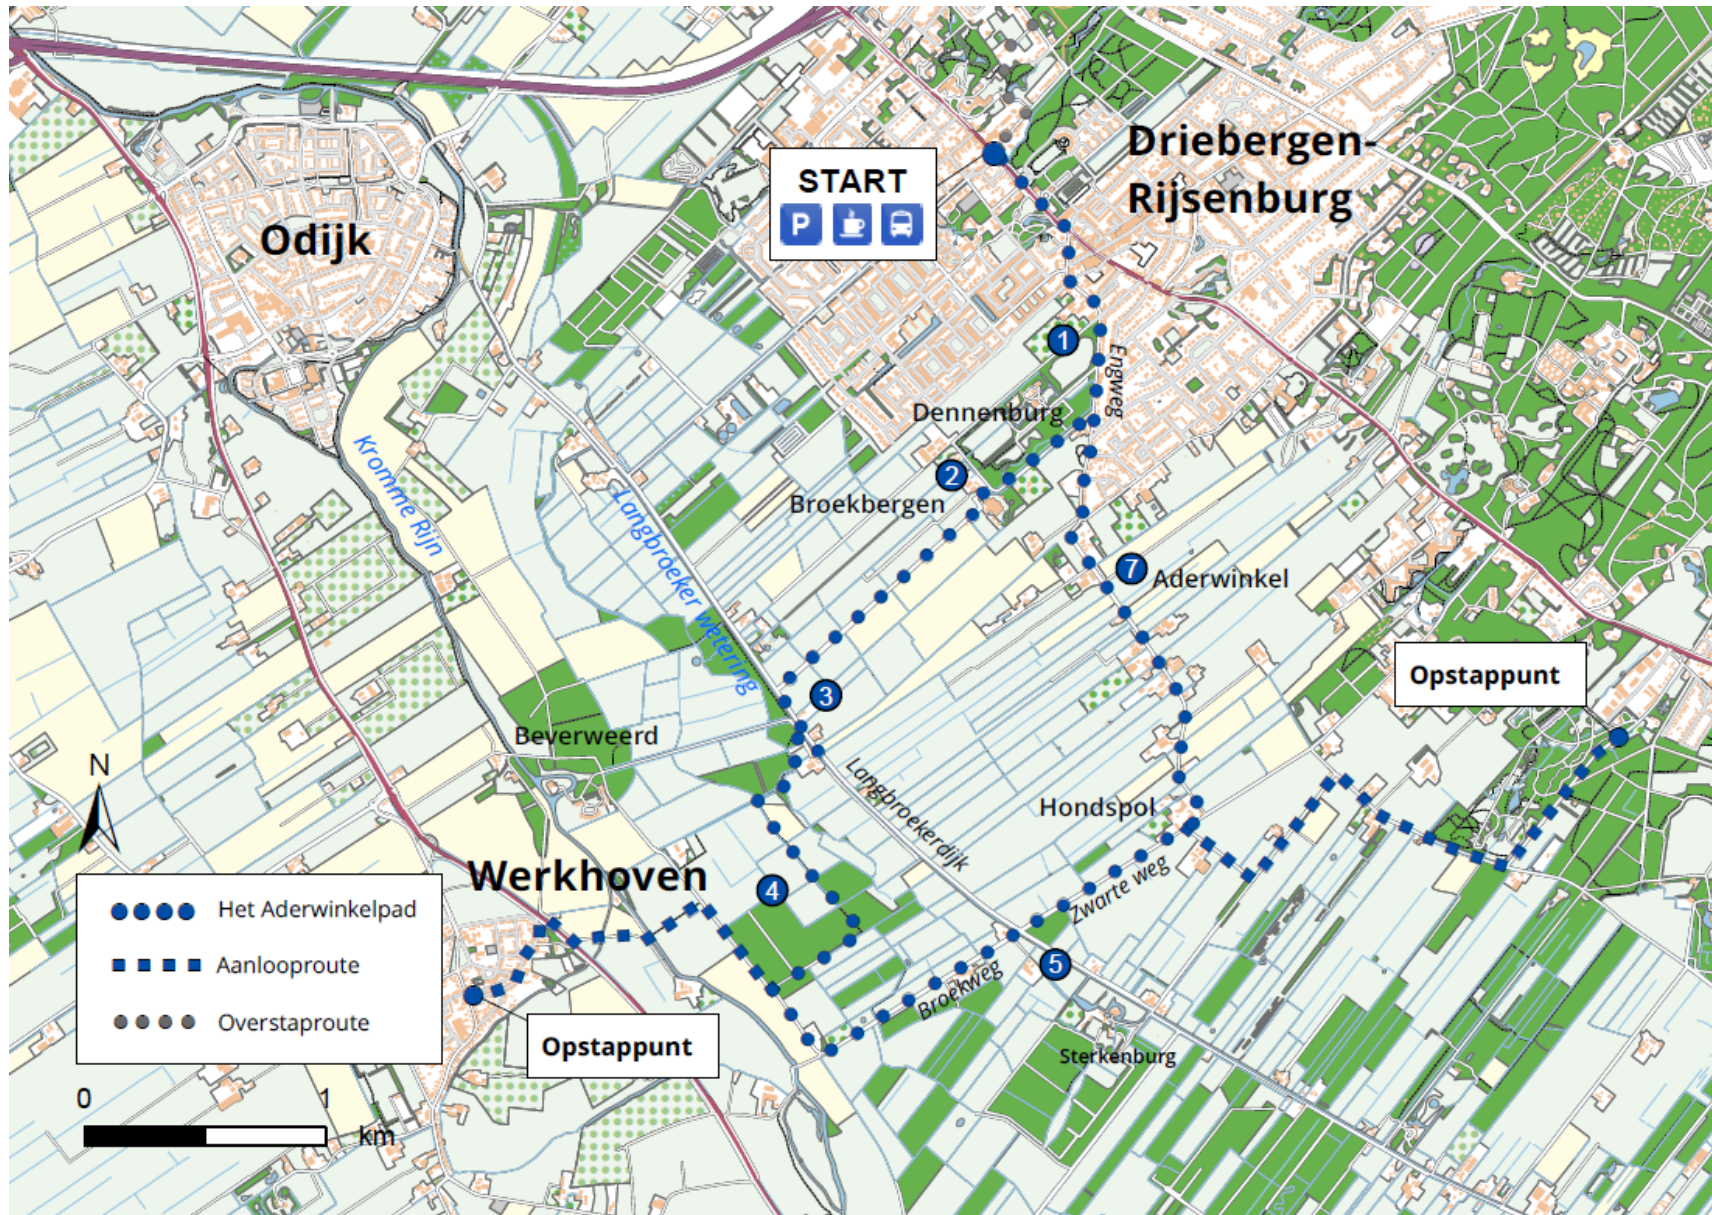 Driebergen-
Rijsenburg
START
P
Odijk
1
Engweg
Dennenburg
2
Broekbergen
Kromme Rijn
Langbroeker wetering
7
Aderwinkel
3
Opstappunt
Beverweerd
Langbroekerdijk
Hondspol
N
Werkhoven
4
Zwarte weg
5
Broekweg
Sterkenburg
Het Aderwinkelpad
Aanlooproute
Overstaproute
Opstappunt
0 1
km